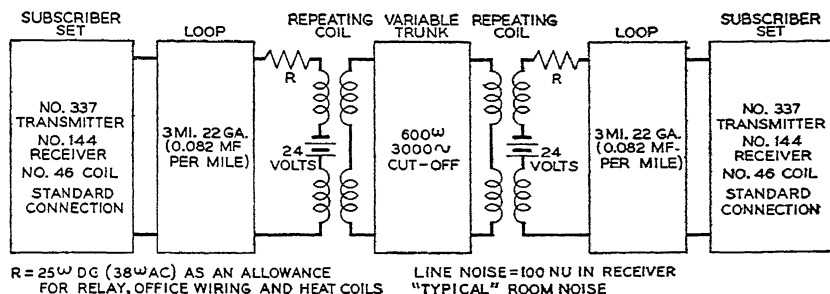 SUBSCRIBER SET
LOOP
REPEATING COIL
VARIABLE TRUNK
REPEATING COIL
LOOP
SUBSCRIBER SET
NO. 337
TRANSMITTER
NO. 144
RECEIVER
NO. 46 COIL
STANDARD
CONNECTION
3 MI. 22 GA.
(0.082 MF
PER MILE)
R
24
VOLTS
600ω
3000~
CUT-OFF
R
24
VOLTS
3 MI. 22 GA.
(0.082 MF-
PER MILE)
NO. 337
TRANSMITTER
NO. 144
RECEIVER
NO. 46 COIL
STANDARD
CONNECTION
R = 25ω DC (38ω AC) AS AN ALLOWANCE
FOR RELAY, OFFICE WIRING AND HEAT COILS
LINE NOISE = 100 NU IN RECEIVER
"TYPICAL" ROOM NOISE